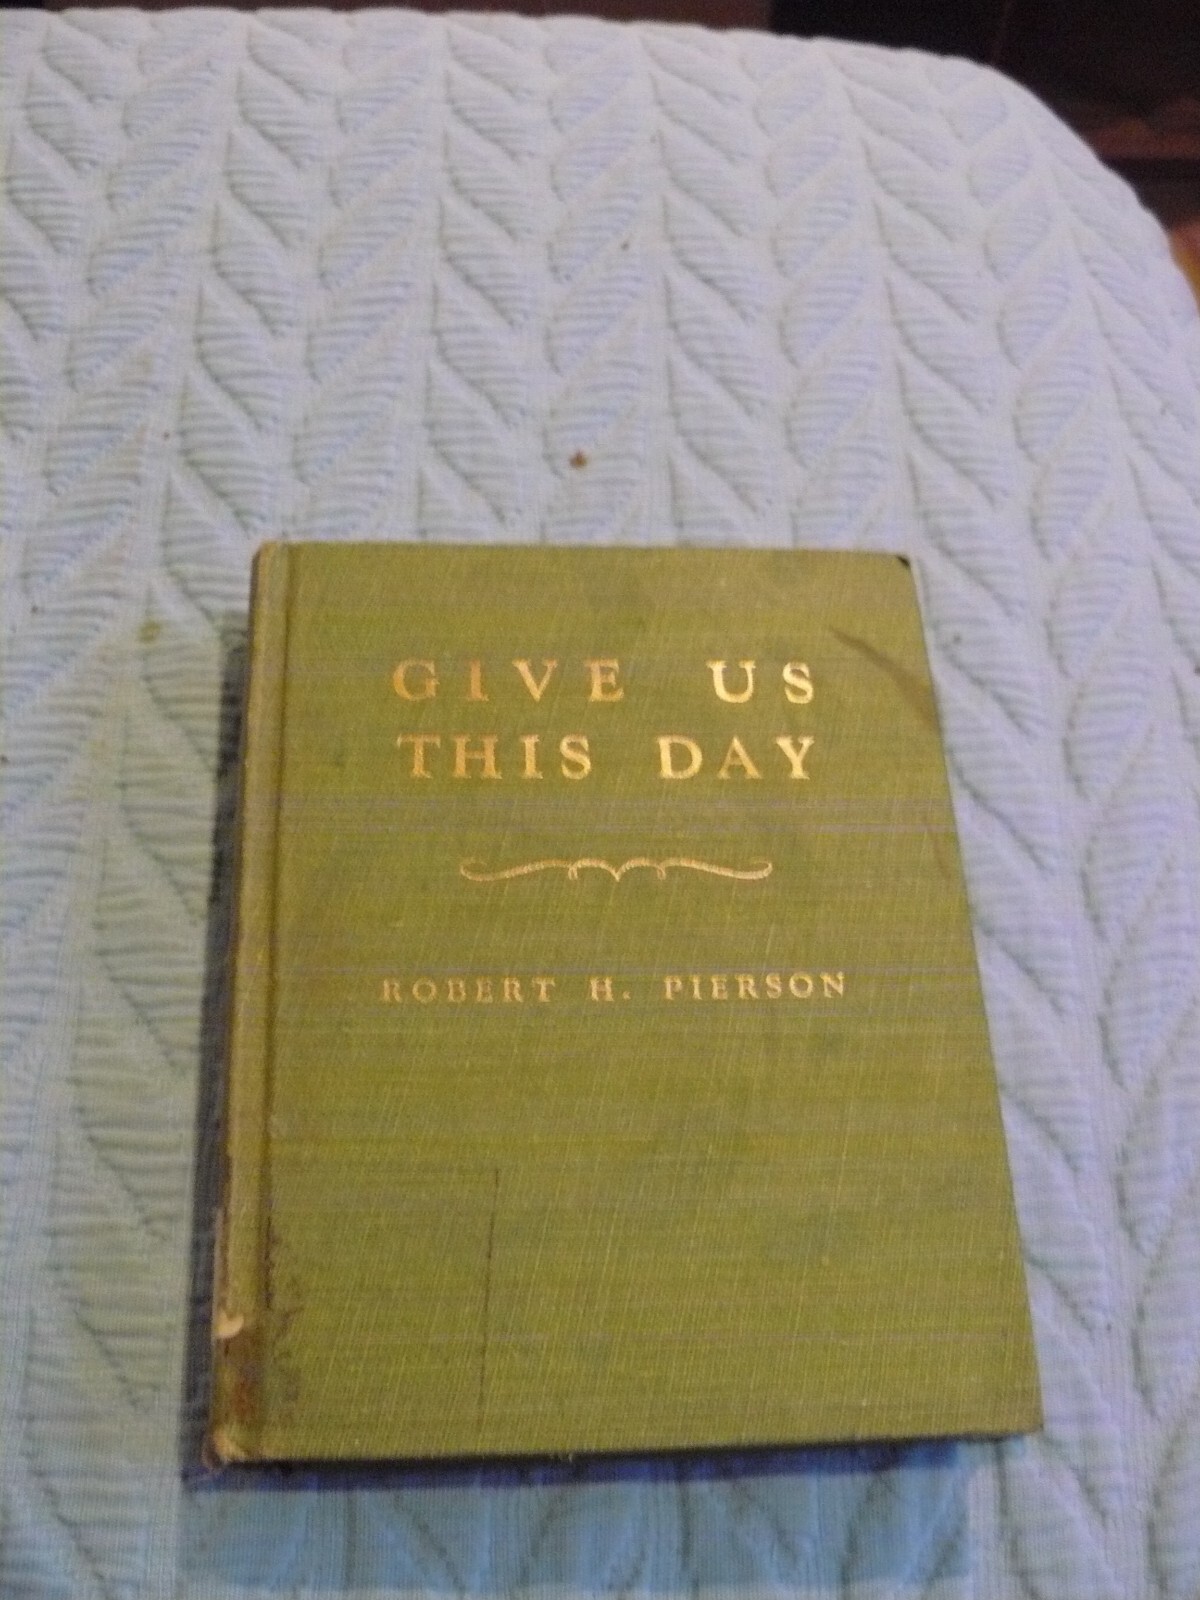 GIVE US
THIS DAY
ROBERT H. PIERSON